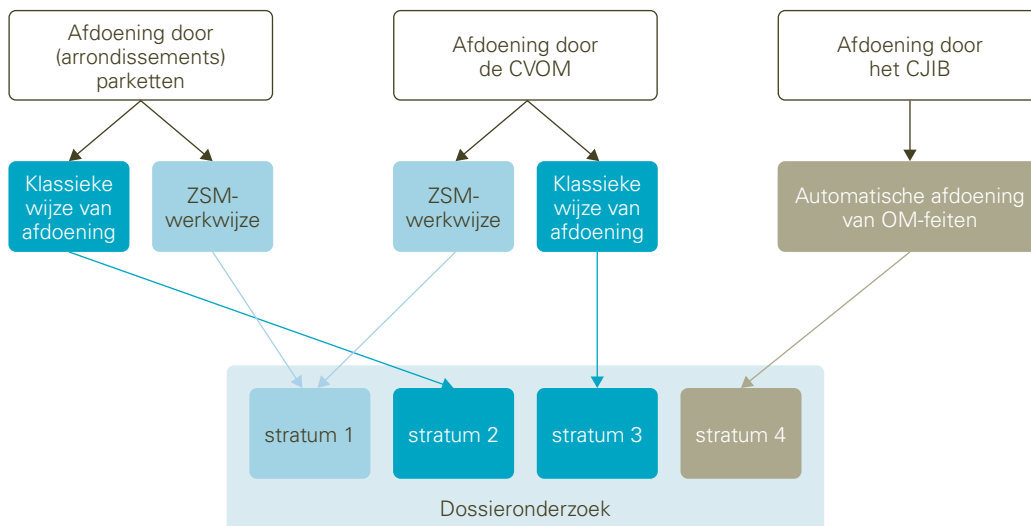 Afdoening door
(arrondissements)
parketten
Afdoening door
de CVOM
Afdoening door
het CJIB
Klassieke
wijze van
afdoening
ZSM-
werkwijze
ZSM-
werkwijze
Klassieke
wijze van
afdoening
Automatische afdoening
van OM-feiten
stratum 1
stratum 2
stratum 3
stratum 4
Dossieronderzoek